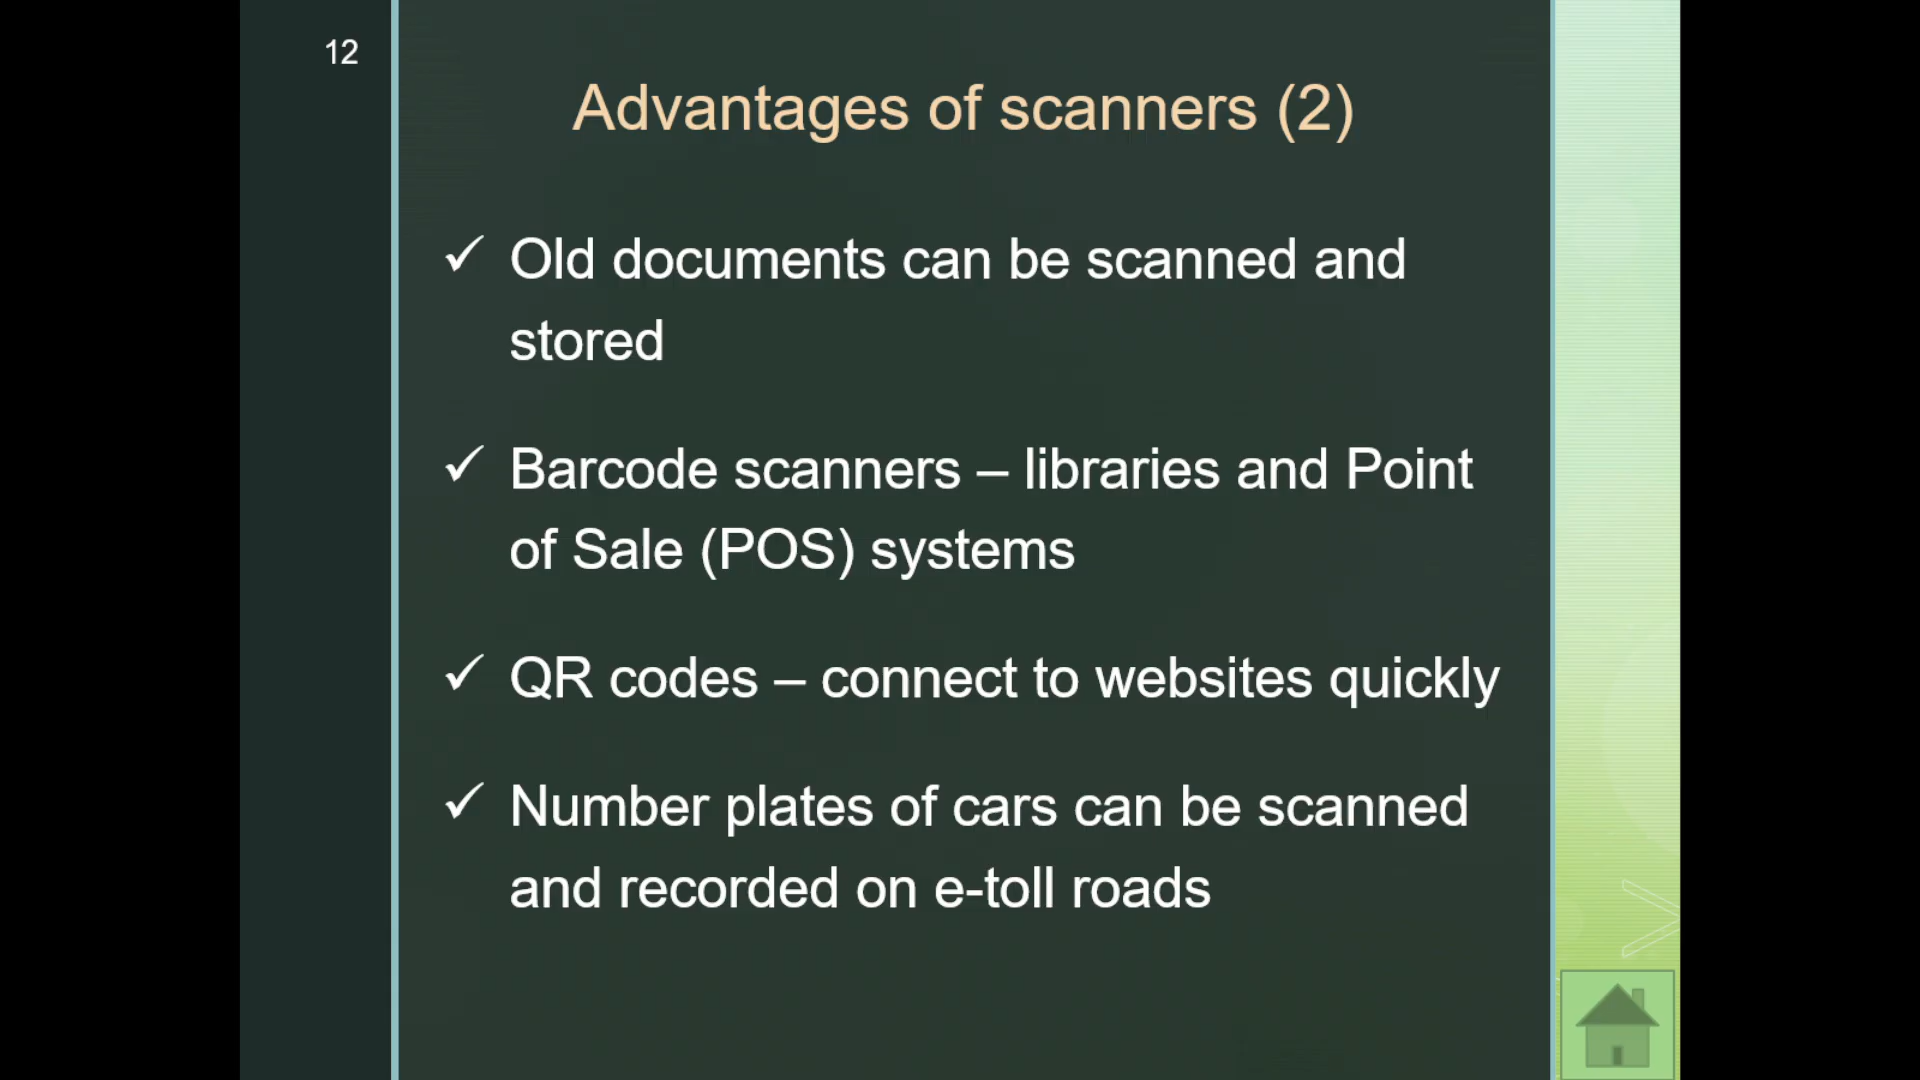 12
Advantages of scanners (2)
✓ Old documents can be scanned and
stored
✓ Barcode scanners – libraries and Point
of Sale (POS) systems
✓ QR codes – connect to websites quickly
✓ Number plates of cars can be scanned
and recorded on e-toll roads